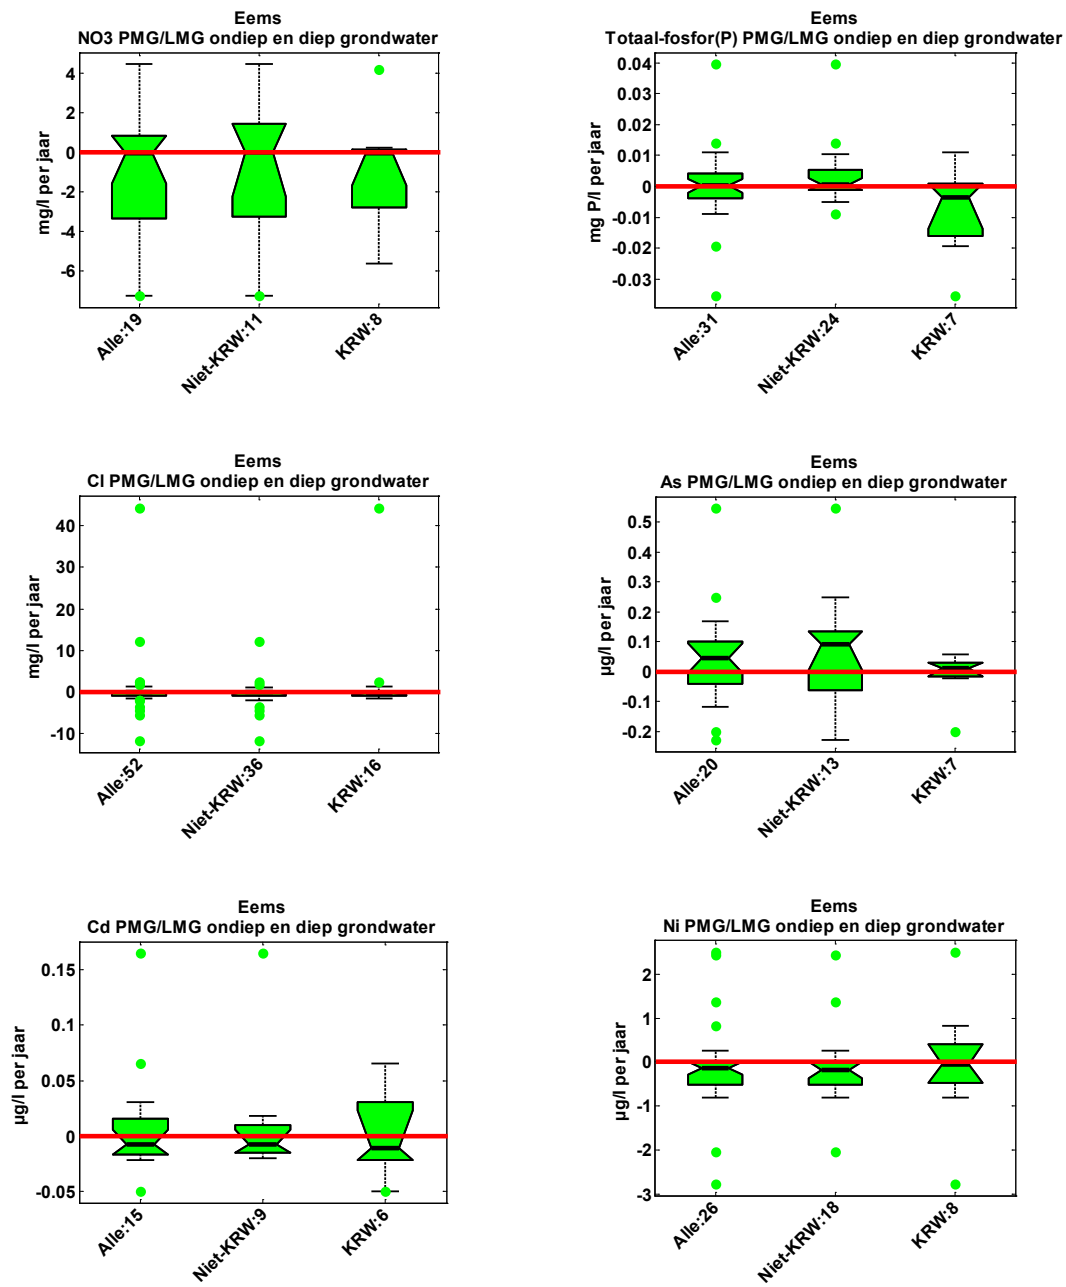 Eems
NO3 PMG/LMG ondiep en diep grondwater
mg/l per jaar
4
2
0
-2
-4
-6
Alle:19
Niet-KRW:11
KRW:8
Eems
Totaal-fosfor(P) PMG/LMG ondiep en diep grondwater
mg P/l per jaar
0.04
0.03
0.02
0.01
0
-0.01
-0.02
-0.03
Alle:31
Niet-KRW:24
KRW:7
Eems
Cl PMG/LMG ondiep en diep grondwater
mg/l per jaar
40
30
20
10
0
-10
Alle:52
Niet-KRW:36
KRW:16
Eems
As PMG/LMG ondiep en diep grondwater
µg/l per jaar
0.5
0.4
0.3
0.2
0.1
0
-0.1
-0.2
Alle:20
Niet-KRW:13
KRW:7
Eems
Cd PMG/LMG ondiep en diep grondwater
µg/l per jaar
0.15
0.1
0.05
0
-0.05
Alle:15
Niet-KRW:9
KRW:6
Eems
Ni PMG/LMG ondiep en diep grondwater
µg/l per jaar
2
1
0
-1
-2
-3
Alle:26
Niet-KRW:18
KRW:8